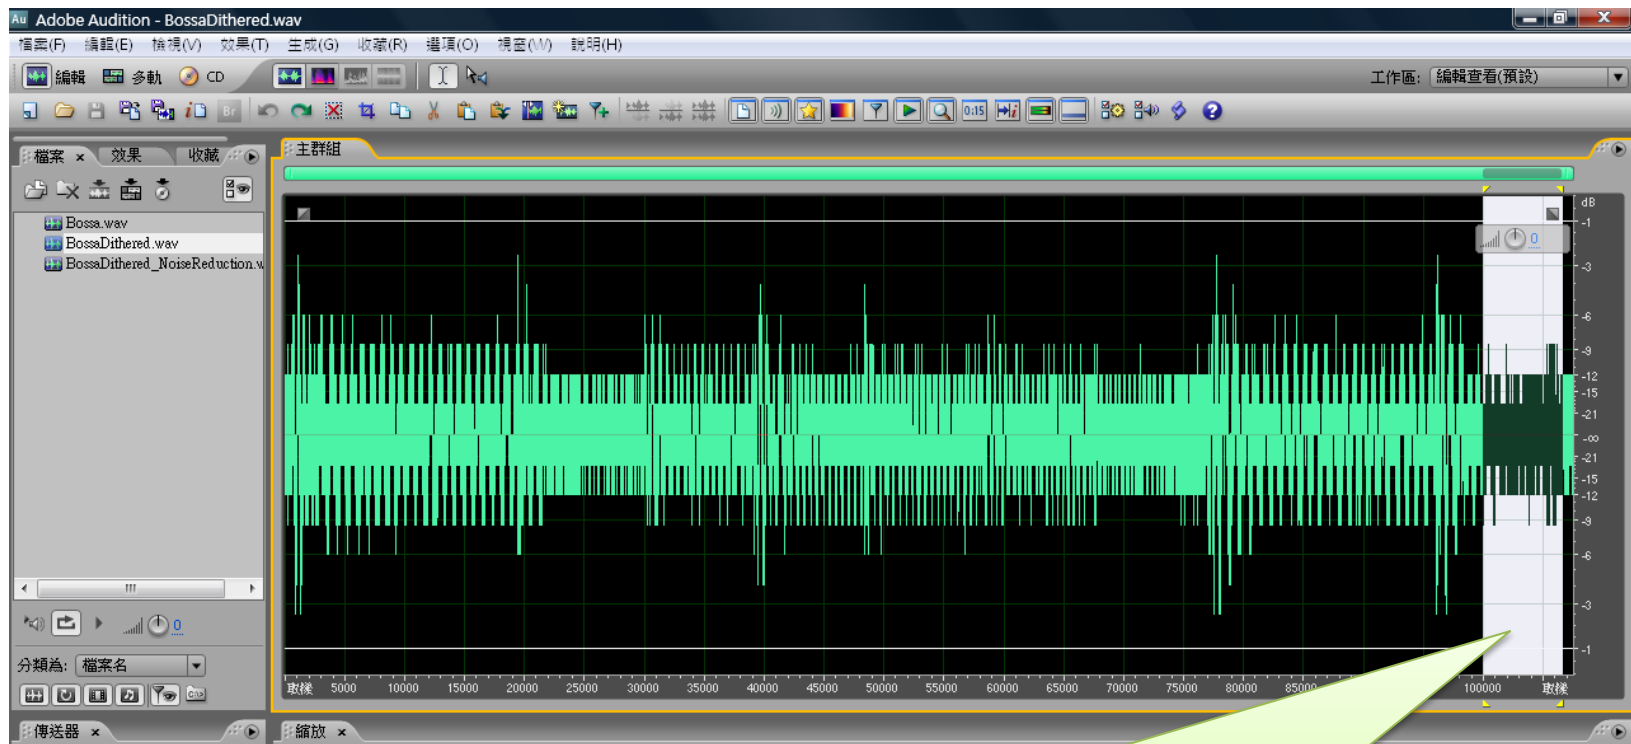 Au Adobe Audition - BossaDithered.wav
檔案(F) 編輯(E) 檢視(V) 效果(T) 生成(G) 收藏(R) 選項(O) 視窗(W) 說明(H)
編輯 多軌 CD 工作區: 編輯查看(預設)
Br 0:15
檔案 效果 收藏 主群組
dB
Bossa.wav
BossaDithered.wav
BossaDithered_NoiseReduction.w
0
-1
-3
-6
-9
-12
-15
-21
-∞
-21
-15
-12
-9
-6
-3
-1
0
分類為: 檔案名
取樣 5000 10000 15000 20000 25000 30000 35000 40000 45000 50000 55000 60000 65000 70000 75000 80000 85000 100000 取樣
傳送器 縮放